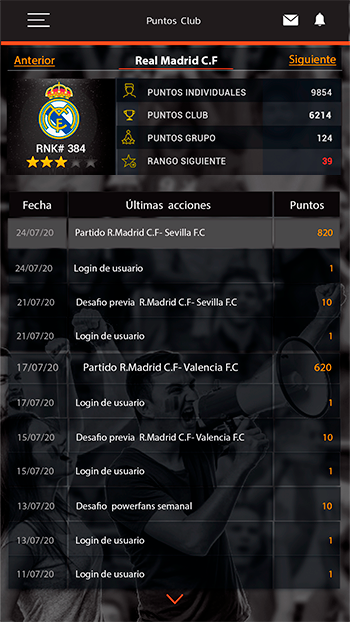 Puntos Club
Anterior Real Madrid C.F Siguiente
PUNTOS INDIVIDUALES 9854
PUNTOS CLUB 6214
PUNTOS GRUPO 124
RANGO SIGUIENTE 39
RNK# 384
Fecha Últimas acciones Puntos
24/07/20 Partido R.Madrid C.F- Sevilla F.C 820
24/07/20 Login de usuario 1
21/07/20 Desafio previa R.Madrid C.F- Sevilla F.C 10
21/07/20 Login de usuario 1
17/07/20 Partido R.Madrid C.F- Valencia F.C 620
17/07/20 Login de usuario 1
15/07/20 Desafio previa R.Madrid C.F- Valencia F.C 10
15/07/20 Login de usuario 1
13/07/20 Desafio powerfans semanal 10
13/07/20 Login de usuario 1
11/07/20 Login de usuario 1